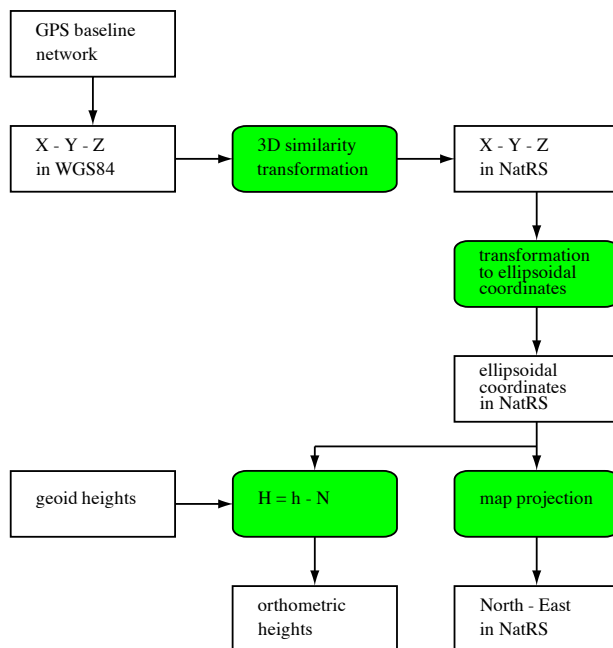 GPS baseline
network
X - Y - Z
in WGS84
3D similarity
transformation
X - Y - Z
in NatRS
transformation
to ellipsoidal
coordinates
ellipsoidal
coordinates
in NatRS
geoid heights
H = h - N
map projection
orthometric
heights
North - East
in NatRS